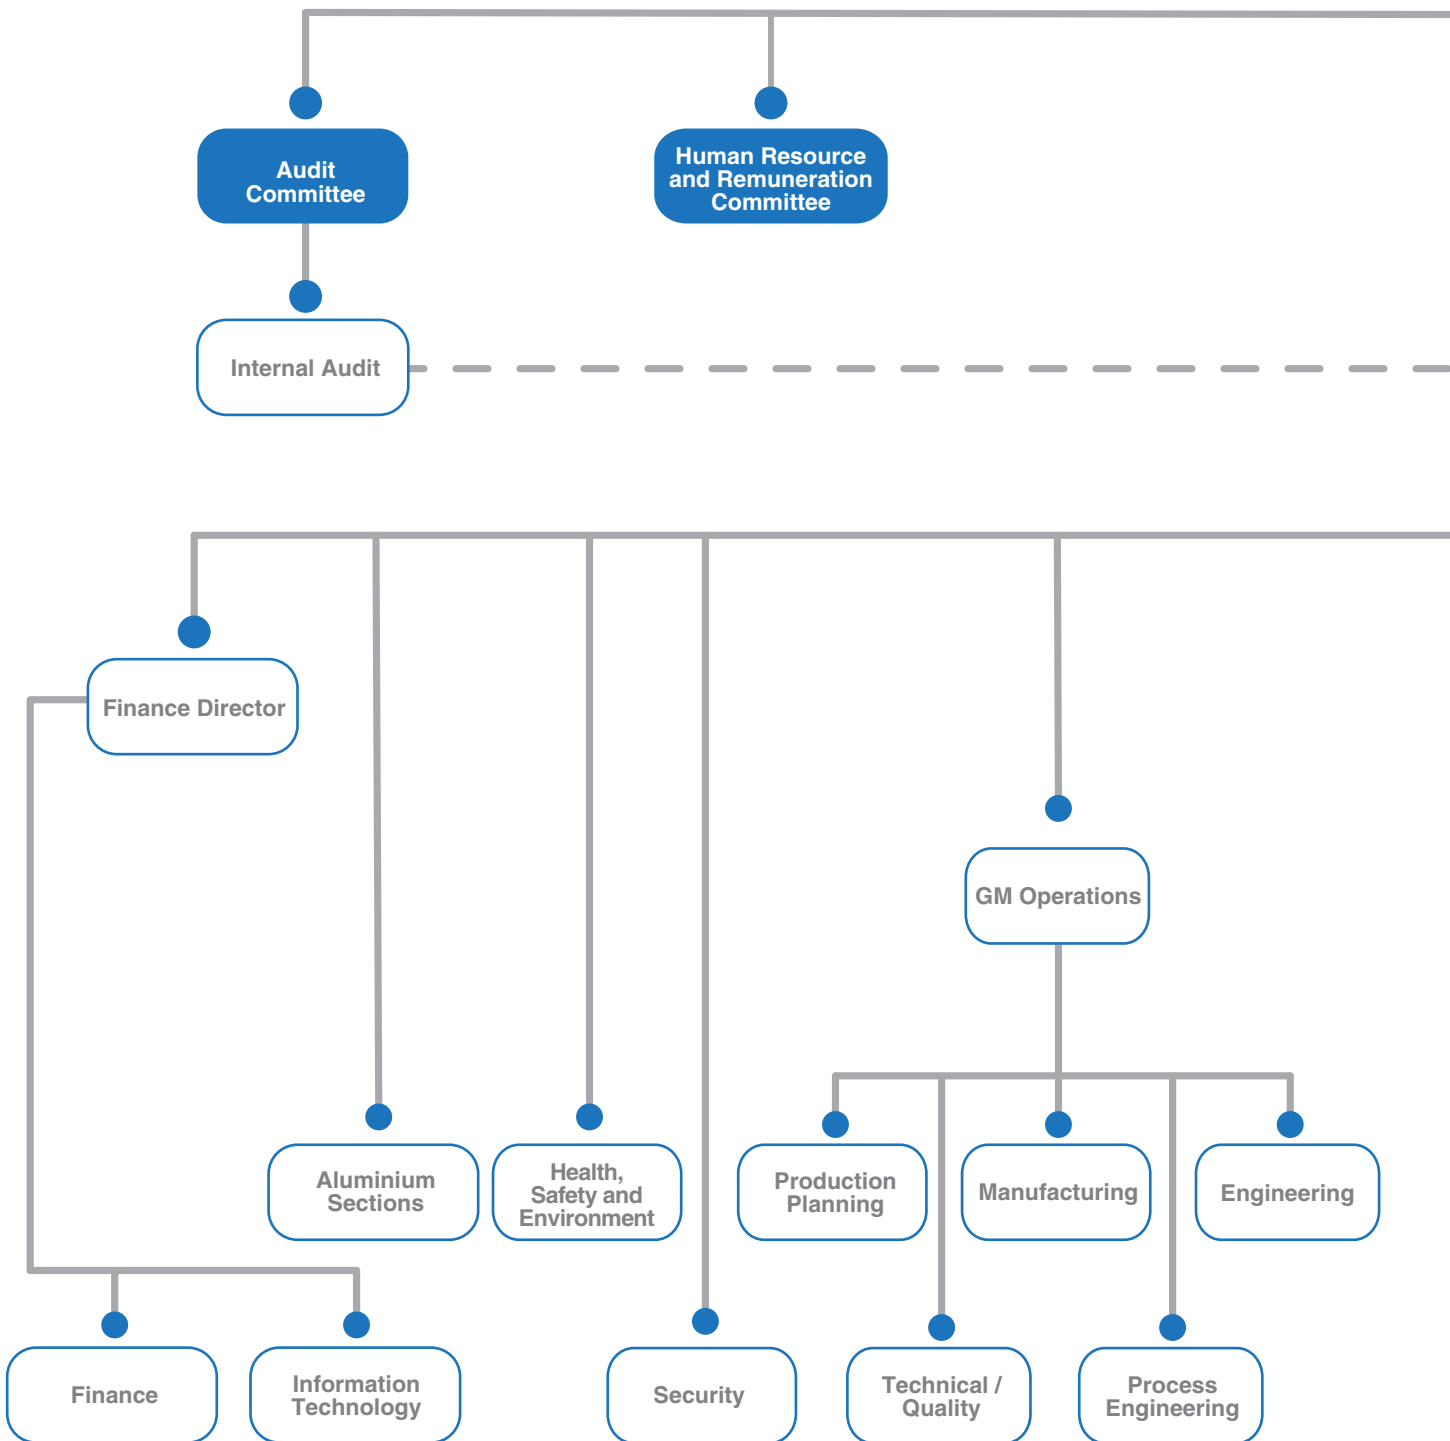 Audit
Committee
Human Resource
and Remuneration
Committee
Internal Audit
Finance Director
GM Operations
Aluminium
Sections
Health,
Safety and
Environment
Production
Planning
Manufacturing
Engineering
Finance
Information
Technology
Security
Technical /
Quality
Process
Engineering